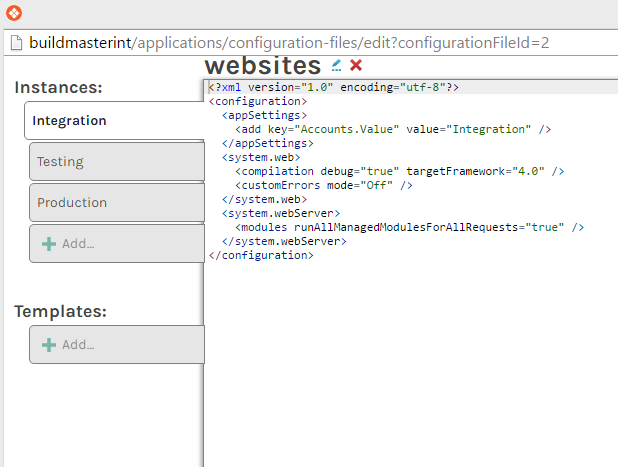 buildmasterint/applications/configuration-files/edit?configurationFileId=2
websites
Instances:
Integration
Testing
Production
Add...
Templates:
Add...
<?xml version="1.0" encoding="utf-8"?>
<configuration>
  <appSettings>
    <add key="Accounts.Value" value="Integration" />
  </appSettings>
  <system.web>
    <compilation debug="true" targetFramework="4.0" />
    <customErrors mode="Off" />
  </system.web>
  <system.webServer>
    <modules runAllManagedModulesForAllRequests="true" />
  </system.webServer>
</configuration>